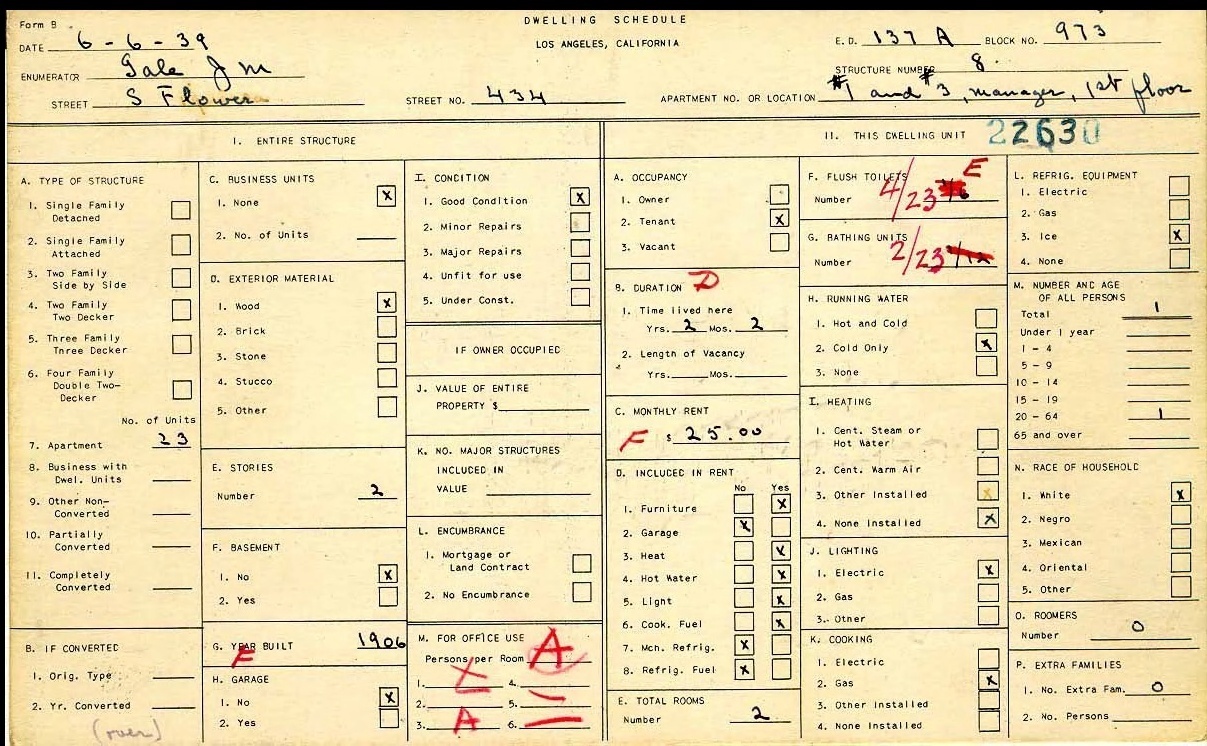 Form B
DWELLING SCHEDULE
LOS ANGELES, CALIFORNIA
DATE 6-6-39
E.D. 137 A BLOCK NO. 973
ENUMERATOR Gale J M
STRUCTURE NUMBER 8
STREET S Flower STREET NO. 434 APARTMENT NO. OR LOCATION #1 and #3, manager, 1st floor
I. ENTIRE STRUCTURE
A. TYPE OF STRUCTURE
1. Single Family
Detached
2. Single Family
Attached
3. Two Family
Side by Side
4. Two Family
Two Decker
5. Three Family
Three Decker
6. Four Family
Double Two-
Decker
No. of Units
7. Apartment 23
8. Business with
Dwel. Units
9. Other Non-
Converted
10. Partially
Converted
11. Completely
Converted
B. IF CONVERTED
1. Orig. Type
2. Yr. Converted
(over)
C. BUSINESS UNITS
1. None X
2. No. of Units
D. EXTERIOR MATERIAL
1. Wood X
2. Brick
3. Stone
4. Stucco
5. Other
E. STORIES
Number 2
F. BASEMENT
1. No X
2. Yes
G. YEAR BUILT 1906
F
H. GARAGE
1. No X
2. Yes
I. CONDITION
1. Good Condition X
2. Minor Repairs
3. Major Repairs
4. Unfit for use
5. Under Const.
IF OWNER OCCUPIED
J. VALUE OF ENTIRE
PROPERTY $
K. NO. MAJOR STRUCTURES
INCLUDED IN
VALUE
L. ENCUMBRANCE
1. Mortgage or
Land Contract
2. No Encumbrance
M. FOR OFFICE USE
Persons per Room A
1. X 4. —
2. 5. —
3. A 6. —
II. THIS DWELLING UNIT 22630
A. OCCUPANCY
1. Owner
2. Tenant X
3. Vacant
B. DURATION D
1. Time lived here
Yrs. 2 Mos. 2
2. Length of Vacancy
Yrs. Mos.
C. MONTHLY RENT
F $ 25.00
D. INCLUDED IN RENT
No Yes
1. Furniture X
2. Garage X
3. Heat X
4. Hot Water X
5. Light X
6. Cook. Fuel X
7. Mch. Refrig. X
8. Refrig. Fuel X
E. TOTAL ROOMS
Number 2
F. FLUSH TOILETS E
Number 4/23
G. BATHING UNITS
Number 2/23
H. RUNNING WATER
1. Hot and Cold
2. Cold Only X
3. None
I. HEATING
1. Cent. Steam or
Hot Water
2. Cent. Warm Air
3. Other Installed X
4. None Installed X
J. LIGHTING
1. Electric X
2. Gas
3. Other
K. COOKING
1. Electric
2. Gas X
3. Other Installed
4. None Installed
L. REFRIG. EQUIPMENT
1. Electric
2. Gas
3. Ice X
4. None
M. NUMBER AND AGE
OF ALL PERSONS
Total 1
Under 1 year
1 - 4
5 - 9
10 - 14
15 - 19
20 - 64 1
65 and over
N. RACE OF HOUSEHOLD
1. White X
2. Negro
3. Mexican
4. Oriental
5. Other
O. ROOMERS
Number 0
P. EXTRA FAMILIES
1. No. Extra Fam. 0
2. No. Persons